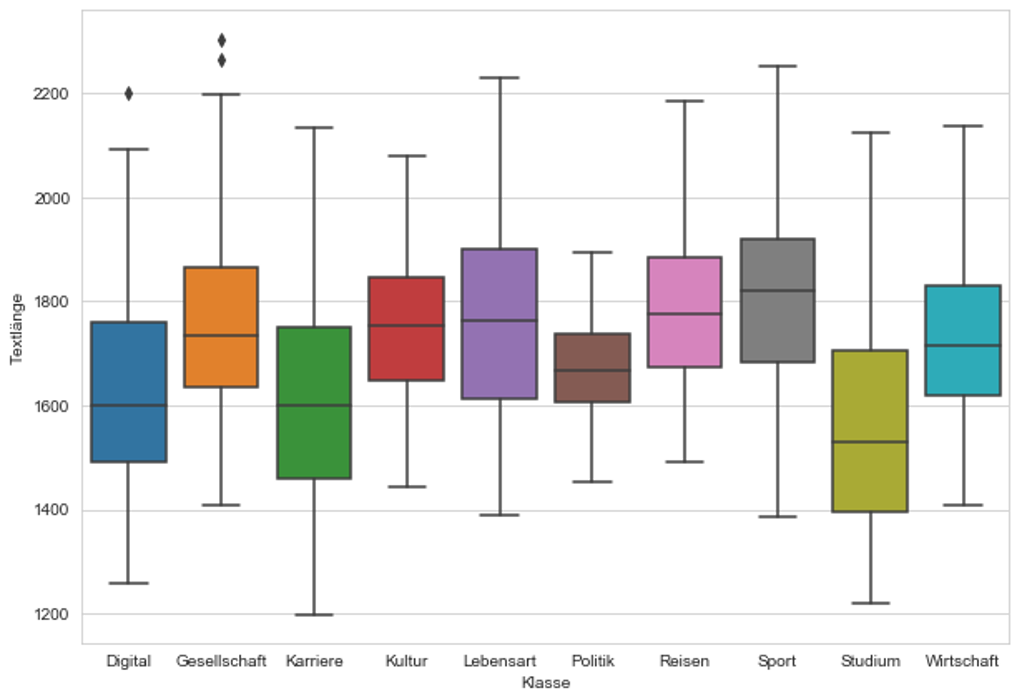 Textlänge
2200
2000
1800
1600
1400
1200
Digital Gesellschaft Karriere Kultur Lebensart Politik Reisen Sport Studium Wirtschaft
Klasse